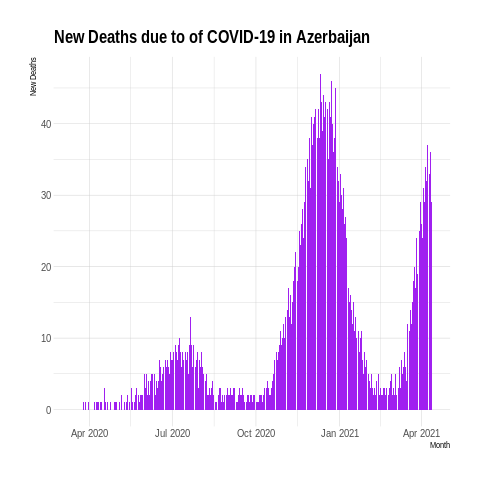 New Deaths due to of COVID-19 in Azerbaijan
New Deaths
40
30
20
10
0
Apr 2020 Jul 2020 Oct 2020 Jan 2021 Apr 2021
Month